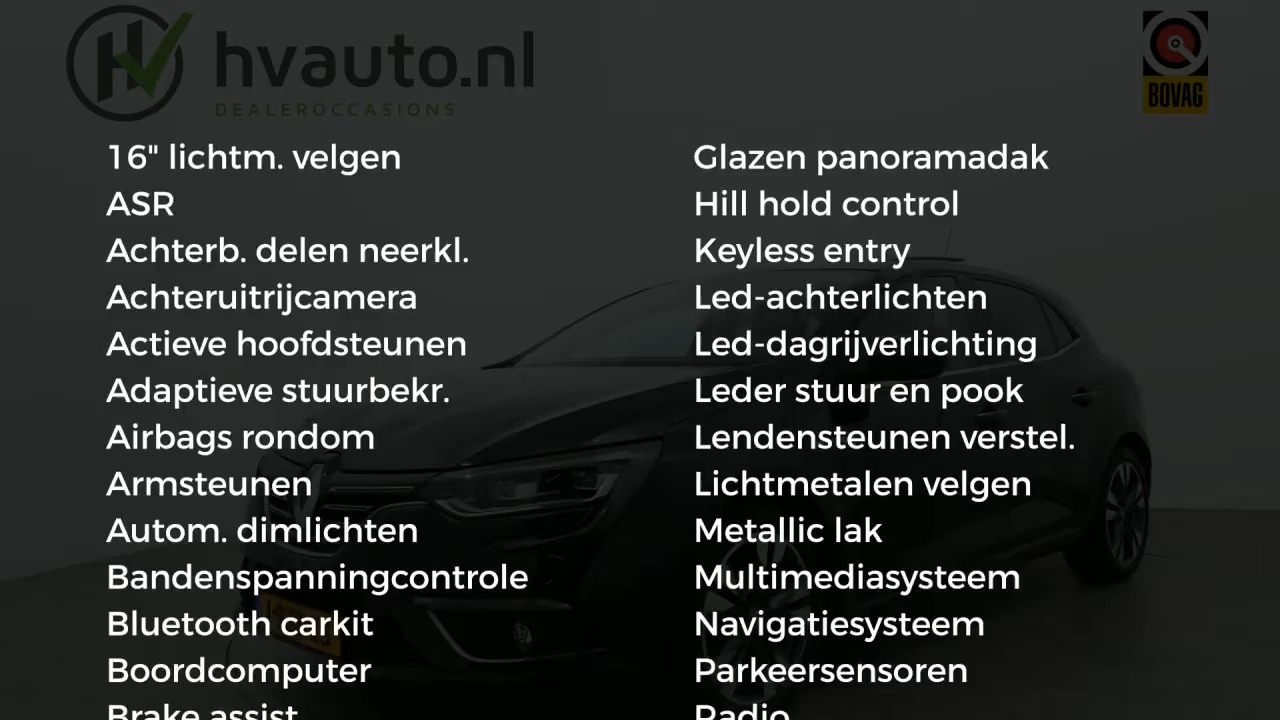 hvauto.nl
DEALEROCCASIONS
BOVAG
16" lichtm. velgen
ASR
Achterb. delen neerkl.
Achteruitrijcamera
Actieve hoofdsteunen
Adaptieve stuurbekr.
Airbags rondom
Armsteunen
Autom. dimlichten
Bandenspanningcontrole
Bluetooth carkit
Boordcomputer
Brake assist
Glazen panoramadak
Hill hold control
Keyless entry
Led-achterlichten
Led-dagrijverlichting
Leder stuur en pook
Lendensteunen verstel.
Lichtmetalen velgen
Metallic lak
Multimediasysteem
Navigatiesysteem
Parkeersensoren
Radio